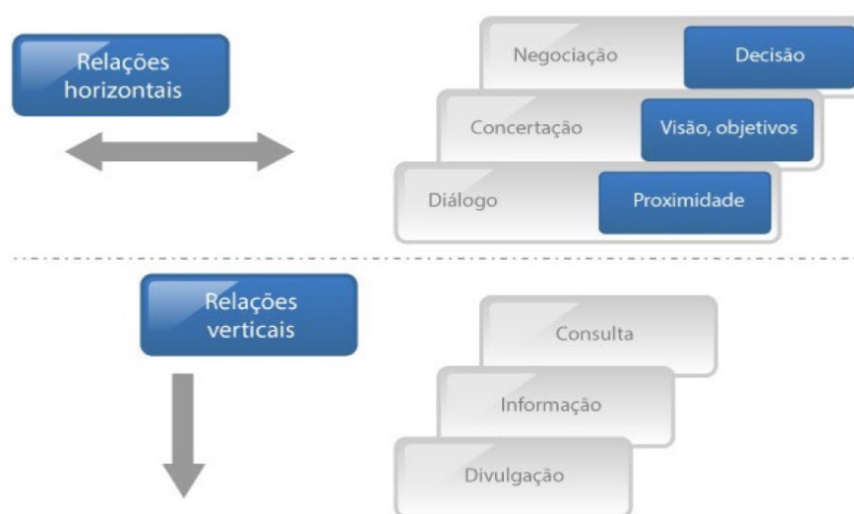 Relações
horizontais
Negociação
Decisão
Concertação
Visão, objetivos
Diálogo
Proximidade
Relações
verticais
Consulta
Informação
Divulgação